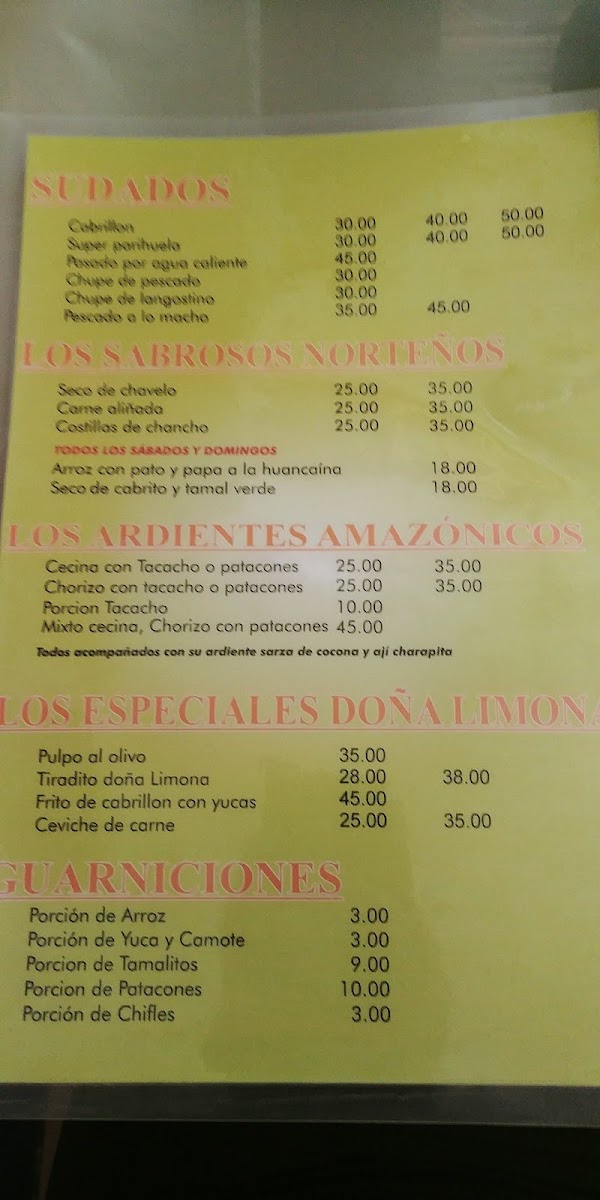 SUDADOS
Cabrillon 30.00 40.00 50.00
Super parihuela 30.00 40.00 50.00
Pasado por agua caliente 45.00
Chupe de pescado 30.00
Chupe de langostino 30.00
Pescado a lo macho 35.00 45.00
LOS SABROSOS NORTEÑOS
Seco de chavelo 25.00 35.00
Carne aliñada 25.00 35.00
Costillas de chancho 25.00 35.00
TODOS LOS SÁBADOS Y DOMINGOS
Arroz con pato y papa a la huancaína 18.00
Seco de cabrito y tamal verde 18.00
LOS ARDIENTES AMAZÓNICOS
Cecina con Tacacho o patacones 25.00 35.00
Chorizo con tacacho o patacones 25.00 35.00
Porcion Tacacho 10.00
Mixto cecina, Chorizo con patacones 45.00
Todos acompañados con su ardiente sarza de cocona y ají charapita
LOS ESPECIALES DOÑA LIMONA
Pulpo al olivo 35.00
Tiradito doña Limona 28.00 38.00
Frito de cabrillon con yucas 45.00
Ceviche de carne 25.00 35.00
GUARNICIONES
Porción de Arroz 3.00
Porción de Yuca y Camote 3.00
Porcion de Tamalitos 9.00
Porcion de Patacones 10.00
Porción de Chifles 3.00